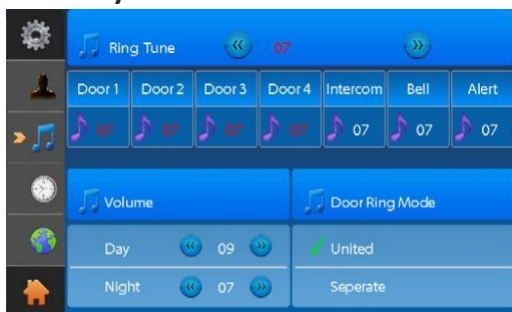 Ring Tune 07
Door 1 Door 2 Door 3 Door 4 Intercom Bell Alert
07 07 07 07 07 07 07
Volume Door Ring Mode
Day 09 United
Night 07 Seperate